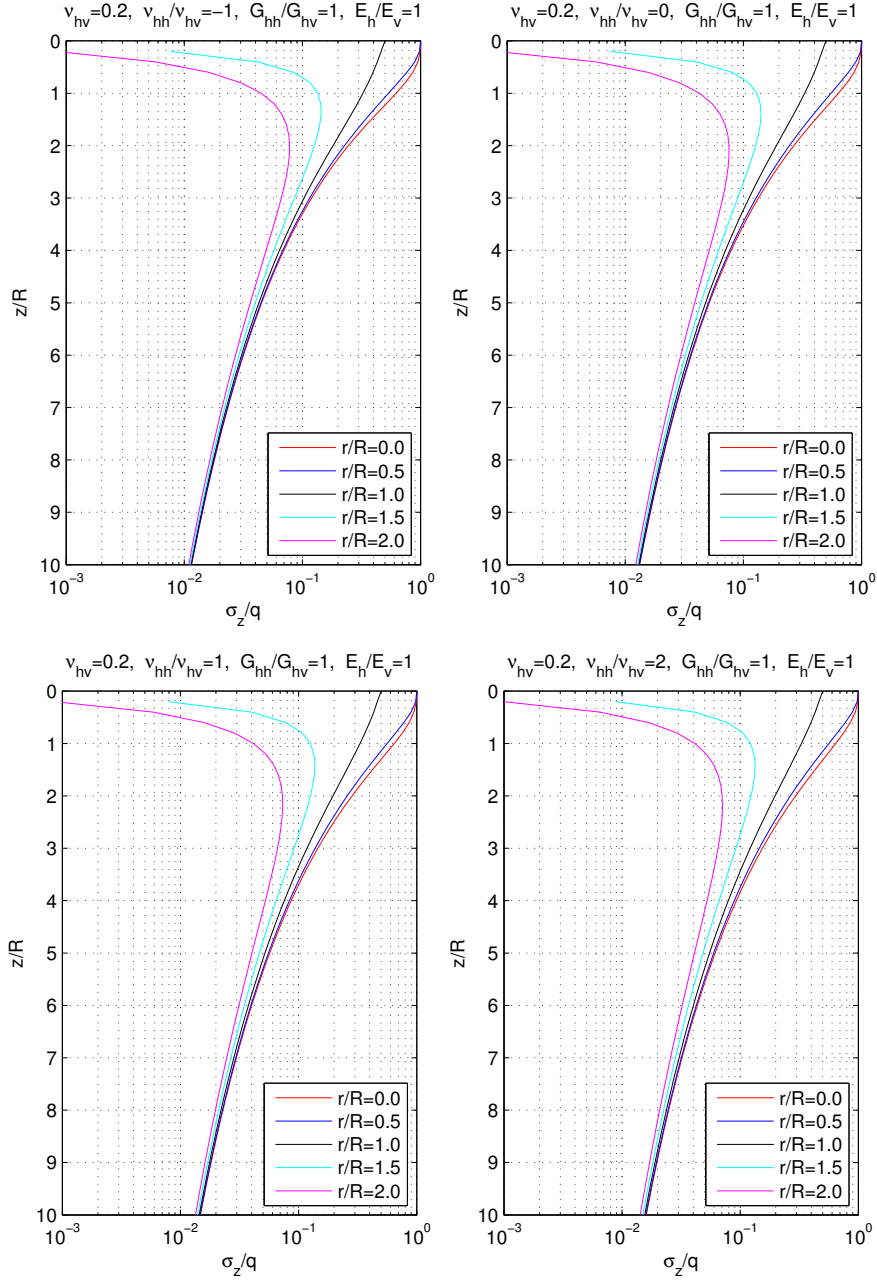 ν_hv=0.2, ν_hh/ν_hv=−1, G_hh/G_hv=1, E_h/E_v=1
0
1
2
3
4
5
6
7
8
9
10
z/R
r/R=0.0
r/R=0.5
r/R=1.0
r/R=1.5
r/R=2.0
10^−3 10^−2 10^−1 10^0
σ_z/q
ν_hv=0.2, ν_hh/ν_hv=0, G_hh/G_hv=1, E_h/E_v=1
0
1
2
3
4
5
6
7
8
9
10
z/R
r/R=0.0
r/R=0.5
r/R=1.0
r/R=1.5
r/R=2.0
10^−3 10^−2 10^−1 10^0
σ_z/q
ν_hv=0.2, ν_hh/ν_hv=1, G_hh/G_hv=1, E_h/E_v=1
0
1
2
3
4
5
6
7
8
9
10
z/R
r/R=0.0
r/R=0.5
r/R=1.0
r/R=1.5
r/R=2.0
10^−3 10^−2 10^−1 10^0
σ_z/q
ν_hv=0.2, ν_hh/ν_hv=2, G_hh/G_hv=1, E_h/E_v=1
0
1
2
3
4
5
6
7
8
9
10
z/R
r/R=0.0
r/R=0.5
r/R=1.0
r/R=1.5
r/R=2.0
10^−3 10^−2 10^−1 10^0
σ_z/q